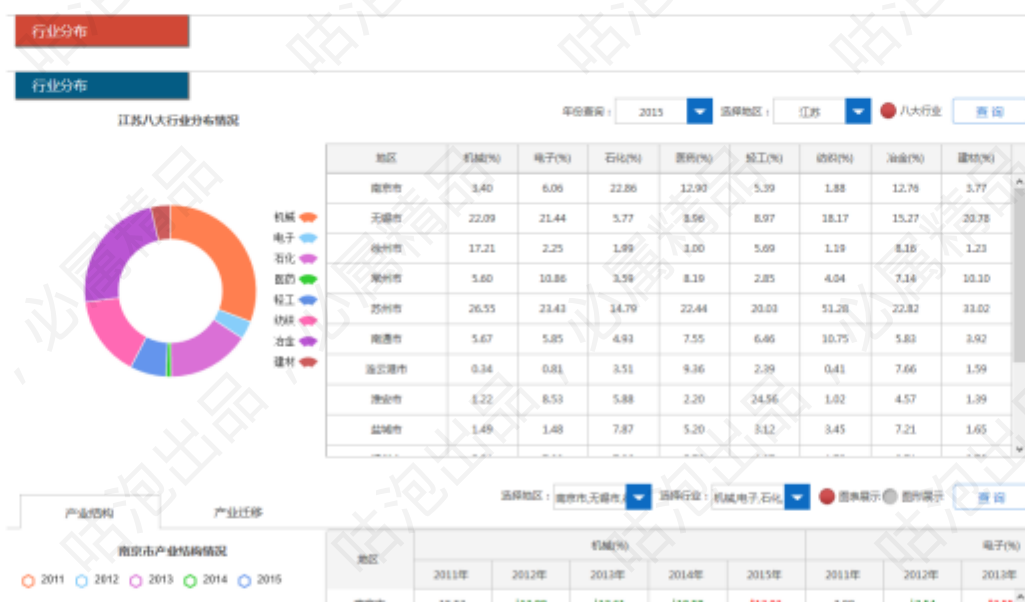 行业分布
行业分布
江苏八大行业分布情况
年份查询： 2015 选择地区： 江苏 八大行业 查询
地区 机械(%) 电子(%) 石化(%) 医药(%) 轻工(%) 纺织(%) 冶金(%) 建材(%)
南京市 3.40 6.06 22.86 12.90 5.39 1.88 12.76 3.77
无锡市 22.09 21.44 5.77 8.96 8.97 18.17 15.27 20.78
徐州市 17.21 2.25 1.99 3.00 5.69 1.19 8.16 1.23
常州市 5.60 10.86 3.59 8.19 2.85 4.04 7.14 10.10
苏州市 26.55 23.43 14.79 22.44 20.03 51.28 22.82 33.02
南通市 5.67 5.85 4.93 7.55 6.46 10.75 5.83 3.92
连云港市 0.34 0.81 3.51 9.36 2.39 0.41 7.66 1.59
淮安市 1.22 8.53 5.88 2.20 24.56 1.02 4.57 1.39
盐城市 1.49 1.48 7.87 5.20 3.12 3.45 7.21 1.65
机械
电子
石化
医药
轻工
纺织
冶金
建材
选择地区： 南京市,无锡市, 选择行业： 机械,电子,石化, 图表展示 图形展示 查询
产业结构 产业迁移
南京市产业结构情况
2011 2012 2013 2014 2015
地区 机械(%) 电子(%)
2011年 2012年 2013年 2014年 2015年 2011年 2012年 2013年
咕泡出品
必属精品